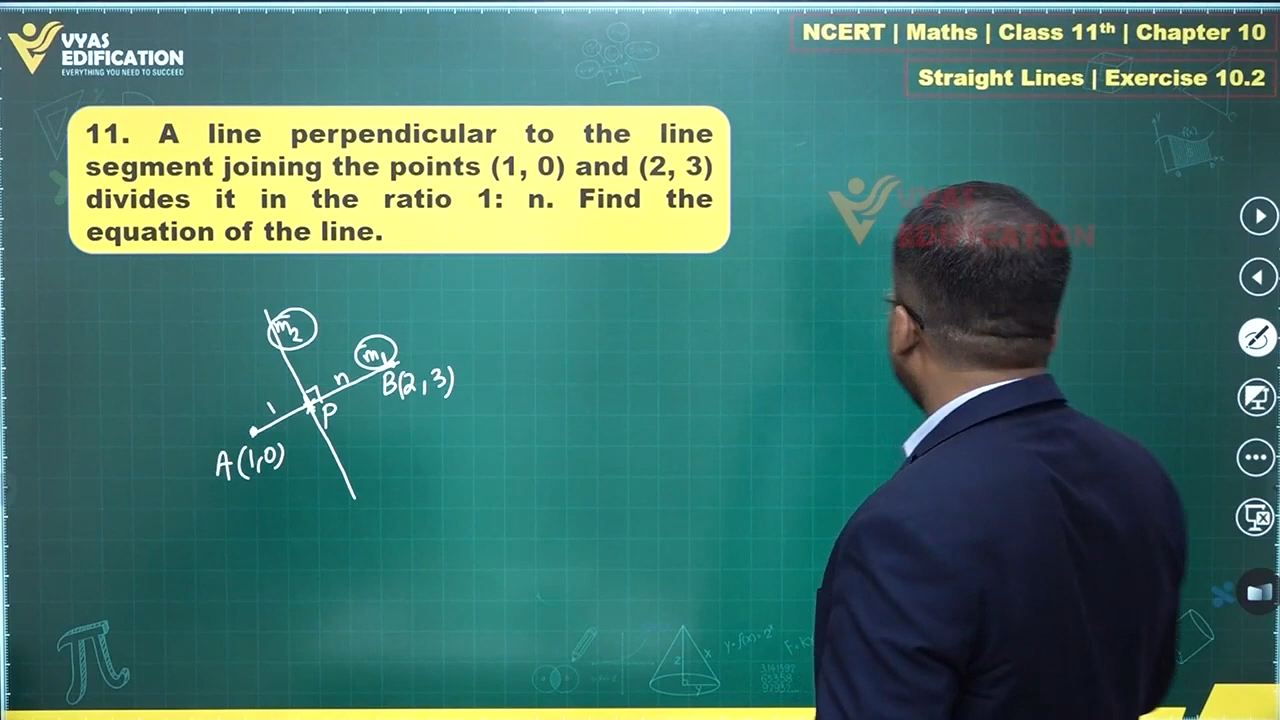 VYAS
EDIFICATION
EVERYTHING YOU NEED TO SUCCEED
NCERT | Maths | Class 11th | Chapter 10
Straight Lines | Exercise 10.2
11. A line perpendicular to the line
segment joining the points (1, 0) and (2, 3)
divides it in the ratio 1: n. Find the
equation of the line.
VYAS
EDIFICATION
m2
m1
n
B(2,3)
1
P
A(1,0)